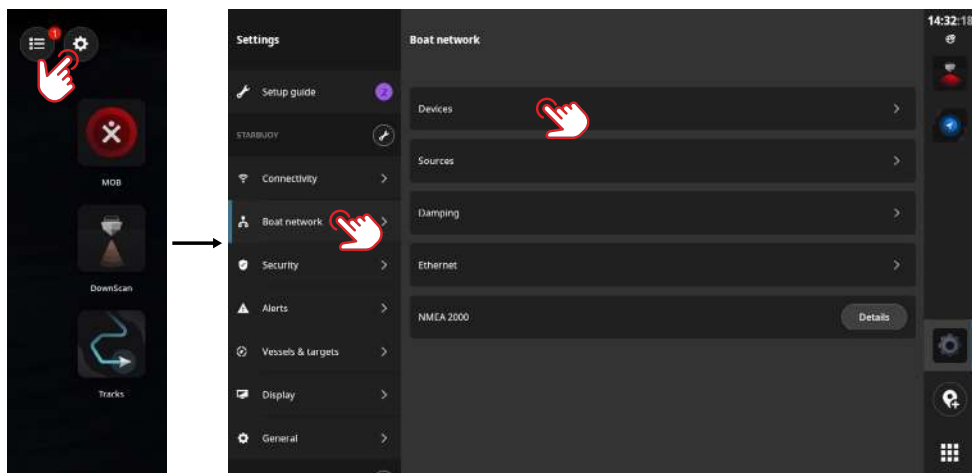 1
MOB
DownScan
Tracks
Settings
Setup guide
2
STARBUOY
Connectivity
Boat network
Security
Alerts
Vessels & targets
Display
General
Boat network
Devices
Sources
Damping
Ethernet
NMEA 2000
Details
14:32:18